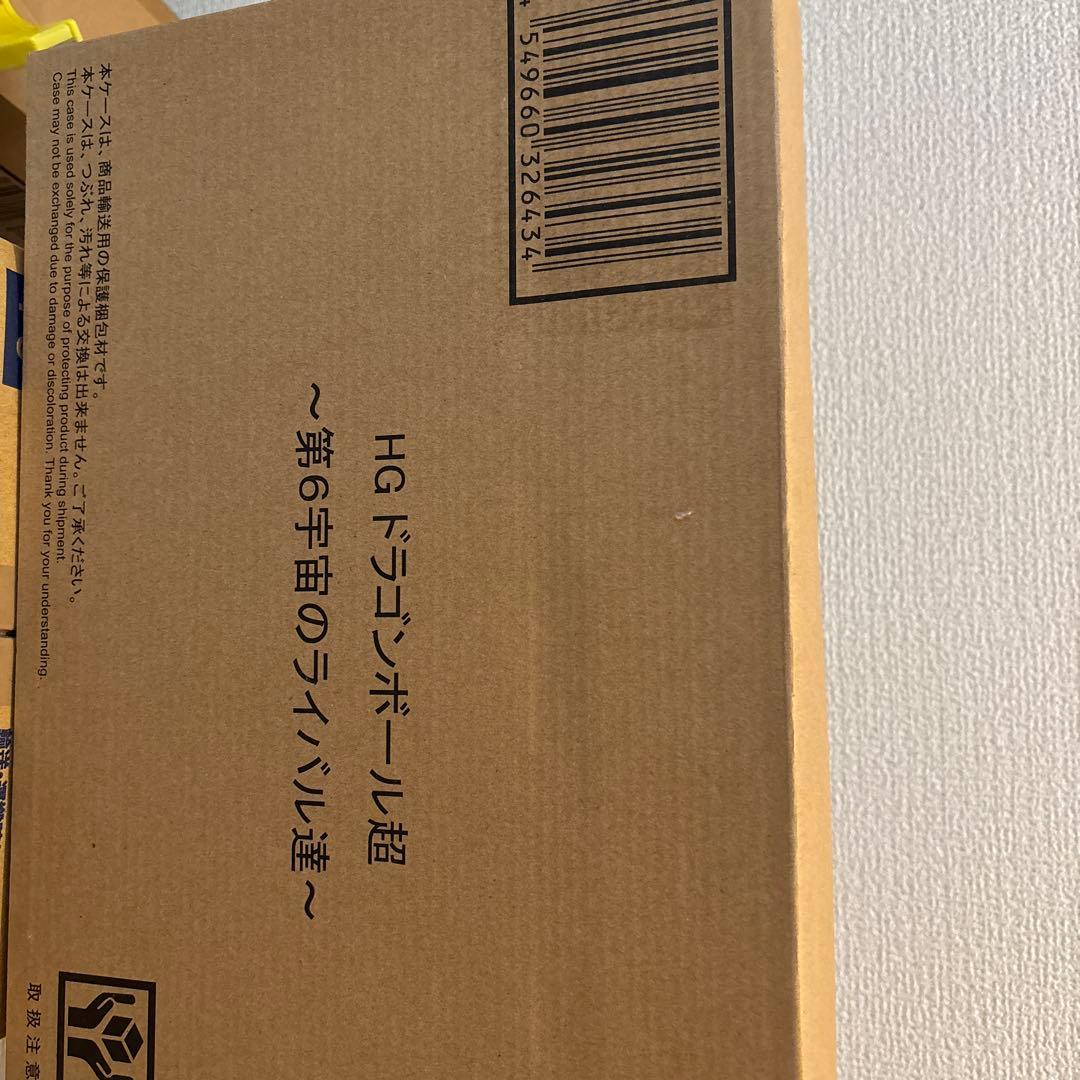 4 549660 326434
HG ドラゴンボール超
～第6宇宙のライバル達～
本ケースは、商品輸送用の保護梱包材です。
本ケースは、つぶれ、汚れ等による交換は出来ません。ご了承ください。
This case is used solely for the purpose of protecting product during shipment.
Case may not be exchanged due to damage or discoloration. Thank you for your understanding.
取扱注意